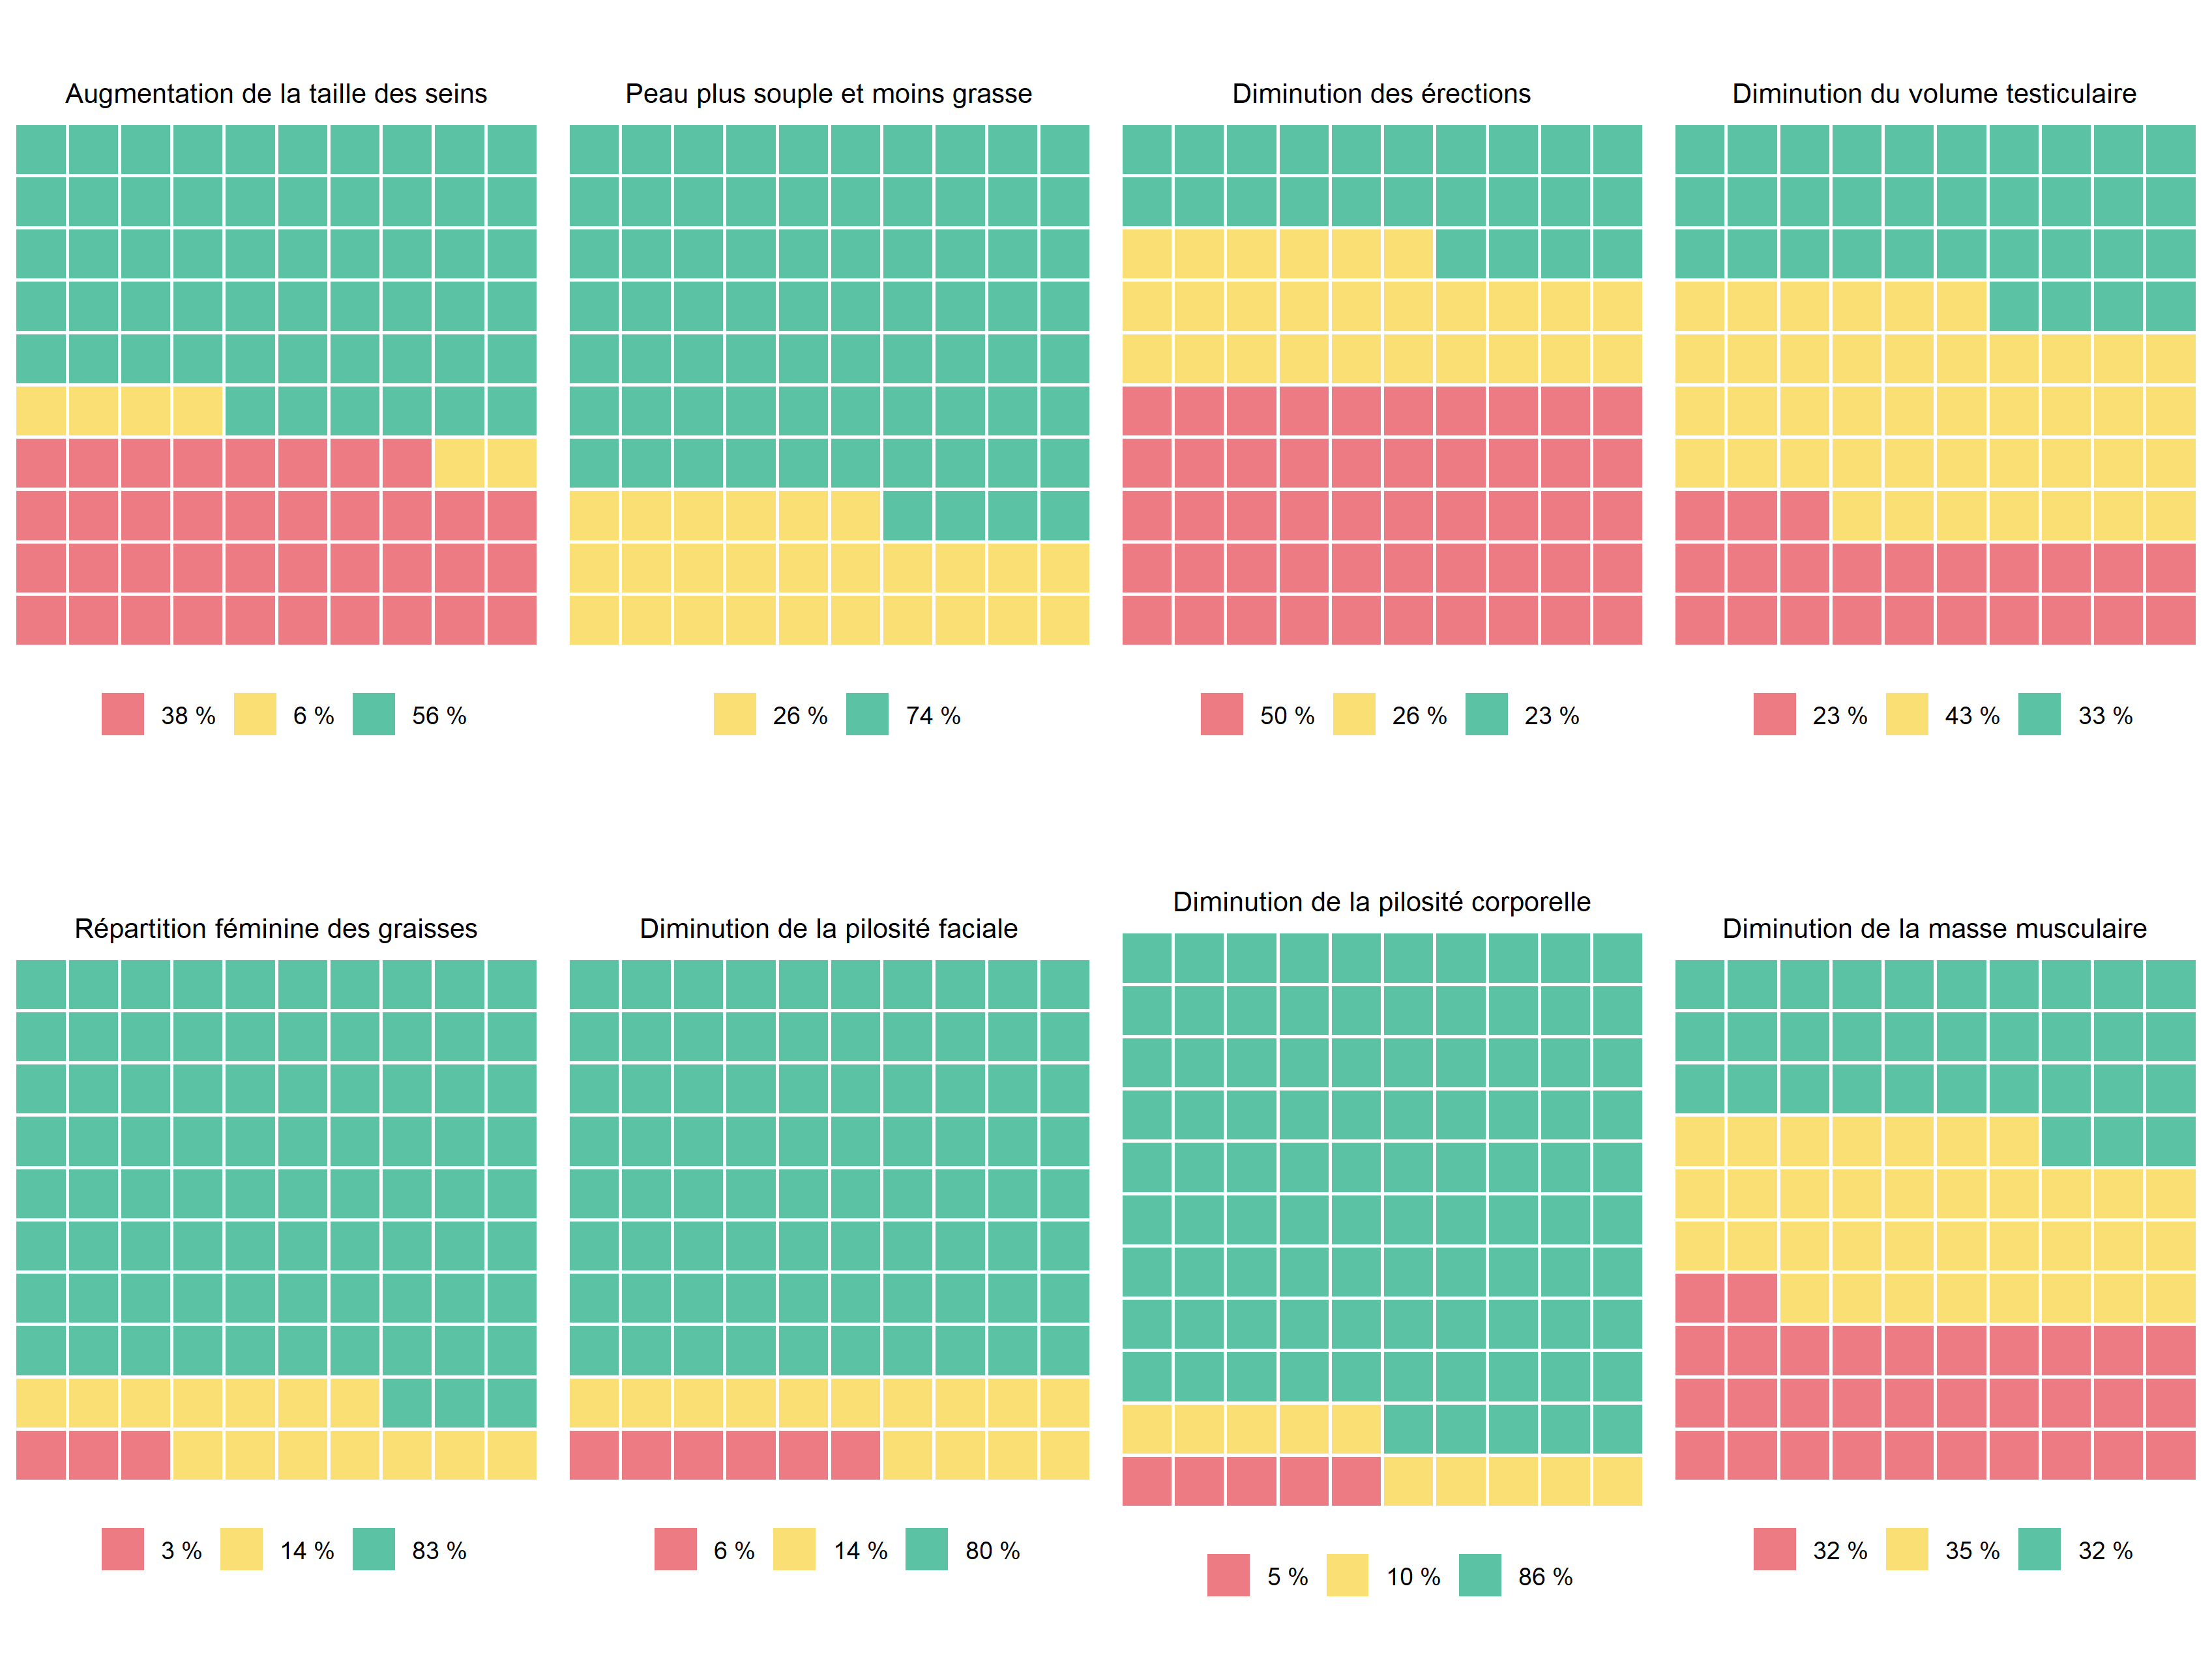 Augmentation de la taille des seins
38 % 6 % 56 %
Peau plus souple et moins grasse
26 % 74 %
Diminution des érections
50 % 26 % 23 %
Diminution du volume testiculaire
23 % 43 % 33 %
Répartition féminine des graisses
3 % 14 % 83 %
Diminution de la pilosité faciale
6 % 14 % 80 %
Diminution de la pilosité corporelle
5 % 10 % 86 %
Diminution de la masse musculaire
32 % 35 % 32 %